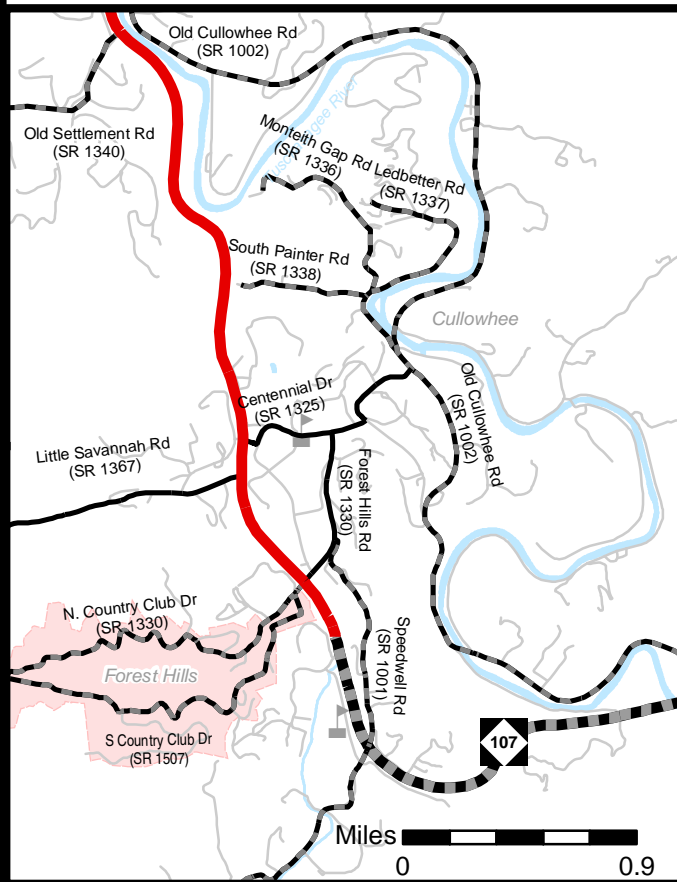 Old Cullowhee Rd
(SR 1002)
Old Settlement Rd
(SR 1340)
Monteith Gap Rd
(SR 1336)
Ledbetter Rd
(SR 1337)
South Painter Rd
(SR 1338)
Cullowhee
Centennial Dr
(SR 1325)
Old Cullowhee Rd
(SR 1002)
Little Savannah Rd
(SR 1367)
Forest Hills Rd
(SR 1330)
N. Country Club Dr
(SR 1330)
Forest Hills
Speedwell Rd
(SR 1001)
S Country Club Dr
(SR 1507)
107
Miles
0 0.9